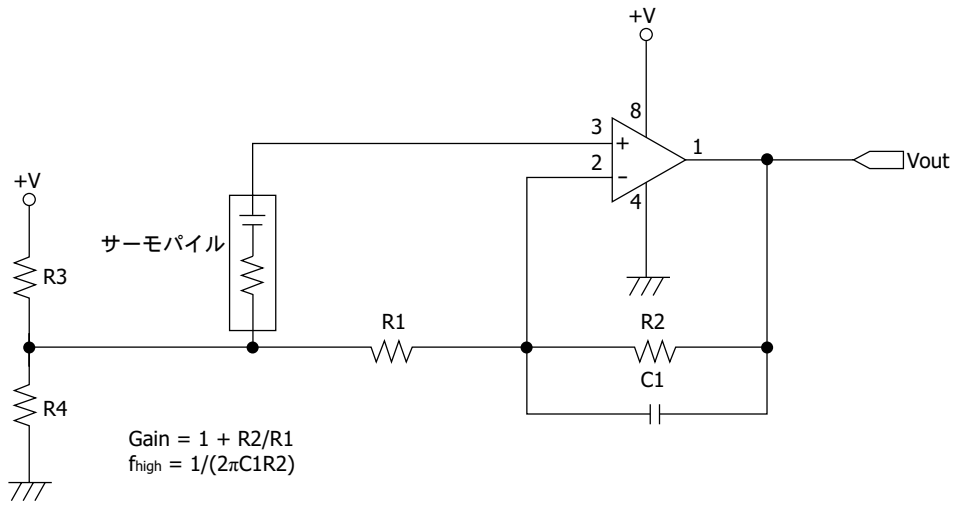 +V
8
3
+
1
2
-
4
Vout
+V
サーモパイル
R3
R1
R2
C1
R4
Gain = 1 + R2/R1
fhigh = 1/(2πC1R2)